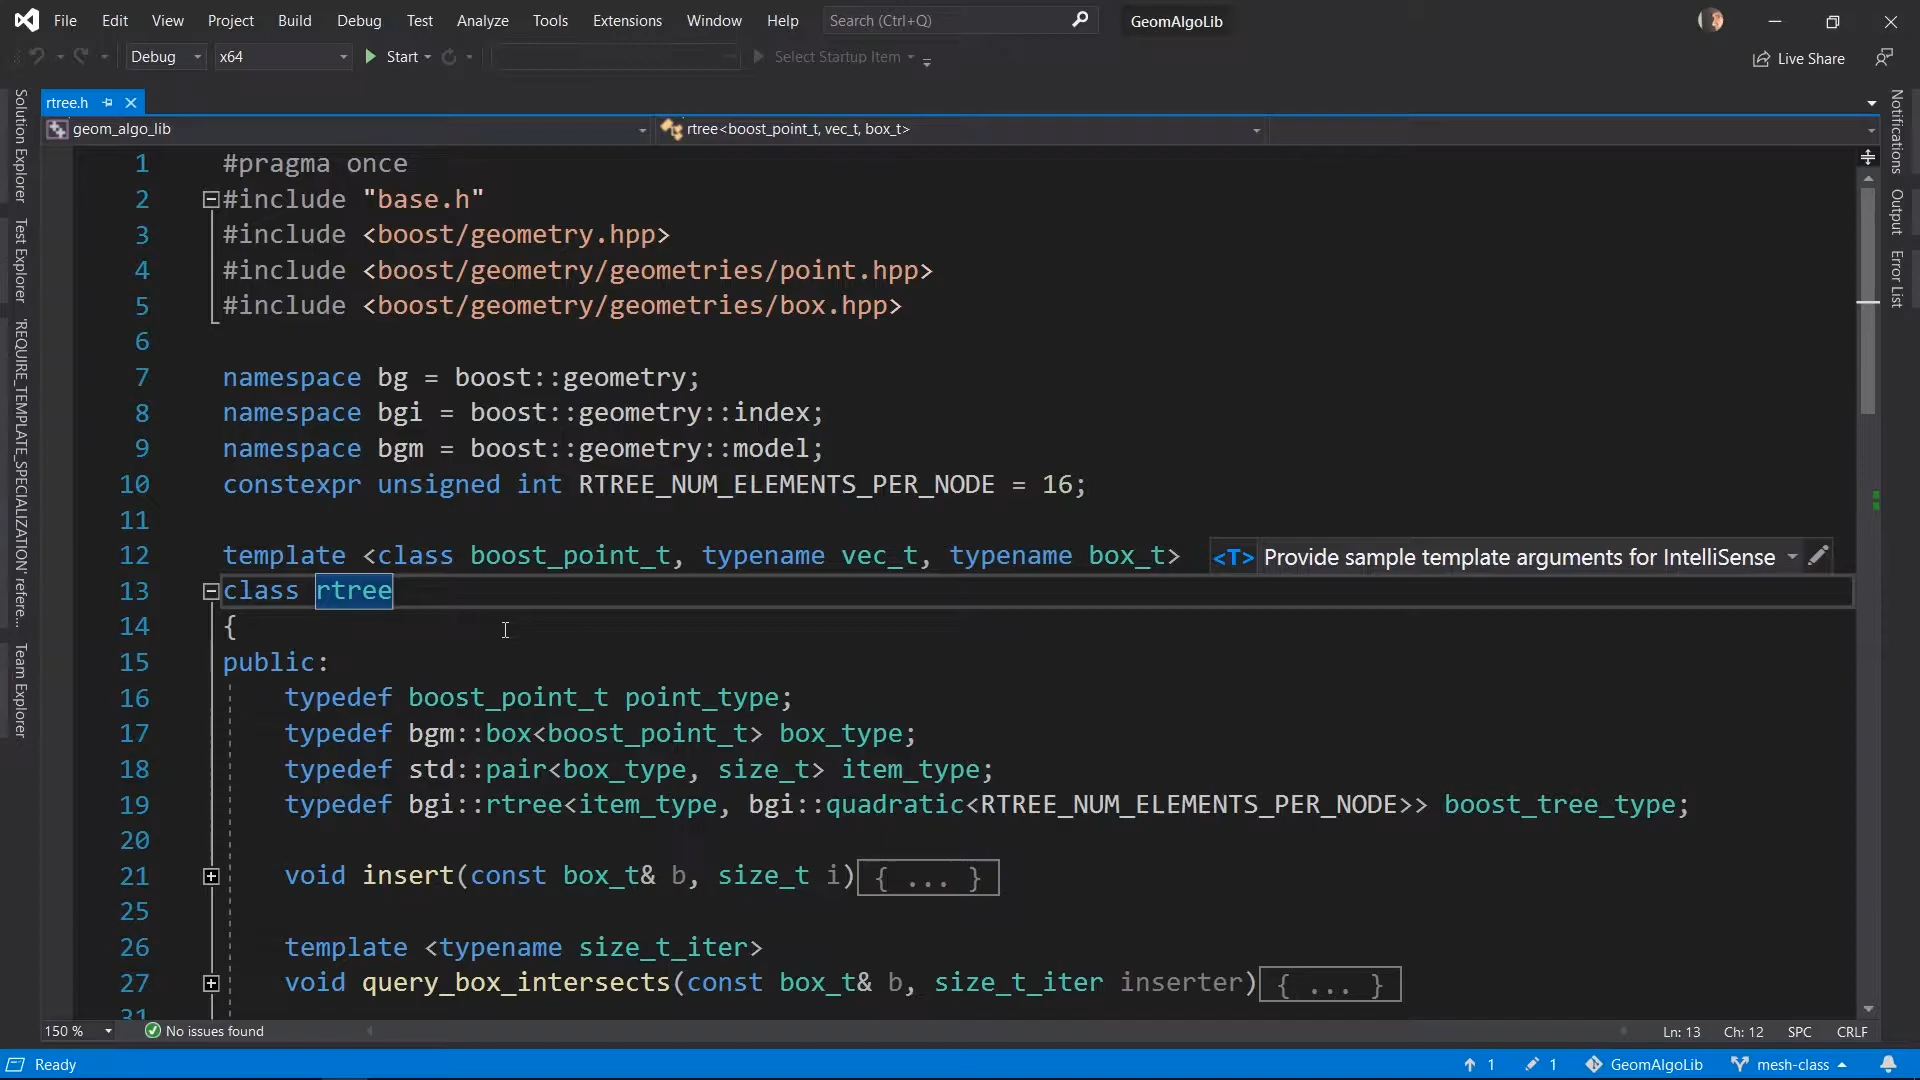 File Edit View Project Build Debug Test Analyze Tools Extensions Window Help Search (Ctrl+Q) GeomAlgoLib
Debug x64 Start Select Startup Item Live Share
Solution Explorer
Test Explorer
'REQUIRE_TEMPLATE_SPECIALIZATION' refere...
Team Explorer
rtree.h
geom_algo_lib rtree<boost_point_t, vec_t, box_t>
1 #pragma once
2 #include "base.h"
3 #include <boost/geometry.hpp>
4 #include <boost/geometry/geometries/point.hpp>
5 #include <boost/geometry/geometries/box.hpp>
6
7 namespace bg = boost::geometry;
8 namespace bgi = boost::geometry::index;
9 namespace bgm = boost::geometry::model;
10 constexpr unsigned int RTREE_NUM_ELEMENTS_PER_NODE = 16;
11
12 template <class boost_point_t, typename vec_t, typename box_t> <T> Provide sample template arguments for IntelliSense
13 class rtree
14 {
15 public:
16 typedef boost_point_t point_type;
17 typedef bgm::box<boost_point_t> box_type;
18 typedef std::pair<box_type, size_t> item_type;
19 typedef bgi::rtree<item_type, bgi::quadratic<RTREE_NUM_ELEMENTS_PER_NODE>> boost_tree_type;
20
21 void insert(const box_t& b, size_t i){ ... }
25
26 template <typename size_t_iter>
27 void query_box_intersects(const box_t& b, size_t_iter inserter){ ... }
31
Notifications
Output
Error List
150 % No issues found Ln: 13 Ch: 12 SPC CRLF
Ready 1 1 GeomAlgoLib mesh-class